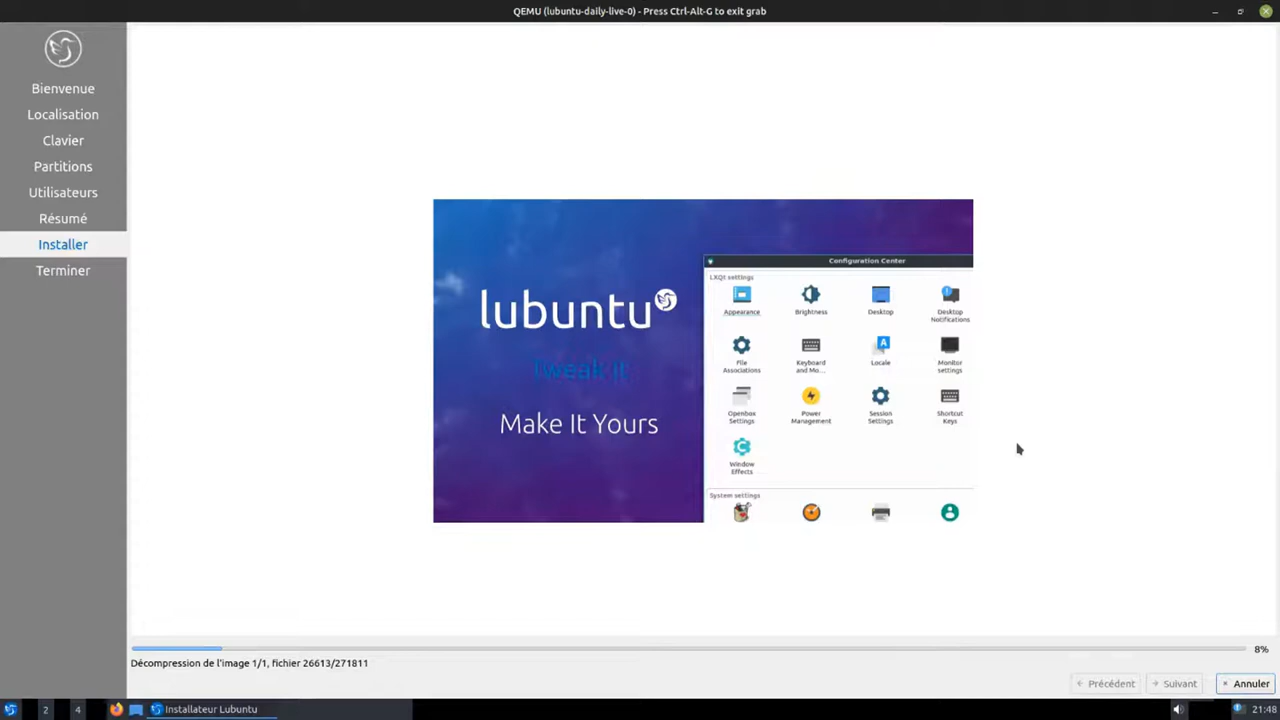 QEMU (lubuntu-daily-live-0) - Press Ctrl-Alt-G to exit grab
Bienvenue
Localisation
Clavier
Partitions
Utilisateurs
Résumé
Installer
Terminer
lubuntu
Tweak it
Make It Yours
Configuration Center
LXQt settings
Appearance
Brightness
Desktop
Desktop Notifications
File Associations
Keyboard and Mo...
Locale
Monitor settings
Openbox Settings
Power Management
Session Settings
Shortcut Keys
Window Effects
System settings
8%
Décompression de l'image 1/1, fichier 26613/271811
Précédent
Suivant
Annuler
2
4
Installateur Lubuntu
21:48